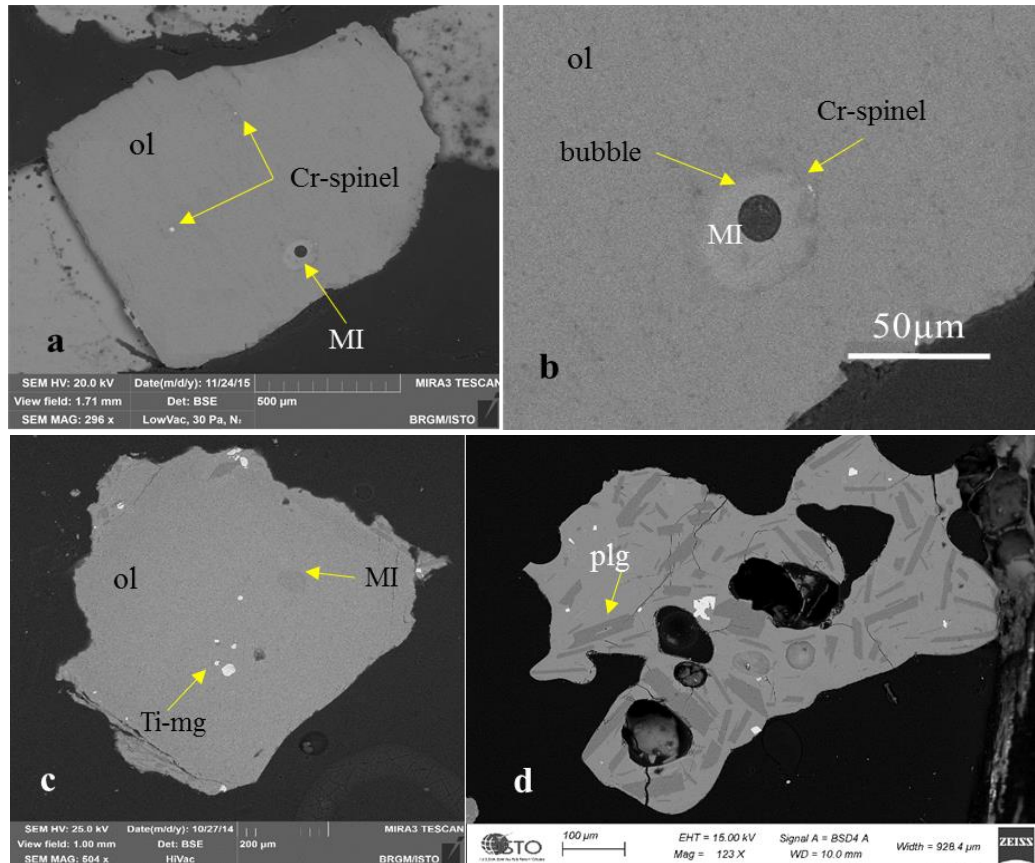 ol
Cr-spinel
MI
a
SEM HV: 20.0 kV Date(m/d/y): 11/24/15 MIRA3 TESCAN
View field: 1.71 mm Det: BSE 500 µm
SEM MAG: 296 x LowVac, 30 Pa, N₂ BRGM/ISTO
ol
Cr-spinel
bubble
MI
50µm
b
ol
MI
Ti-mg
c
SEM HV: 25.0 kV Date(m/d/y): 10/27/14 MIRA3 TESCAN
View field: 1.00 mm Det: BSE 200 µm
SEM MAG: 504 x HiVac BRGM/ISTO
plg
d
ISTO
100 µm
EHT = 15.00 kV Signal A = BSD4 A
Mag = 123 X WD = 10.0 mm
Width = 928.4 µm
ZEISS